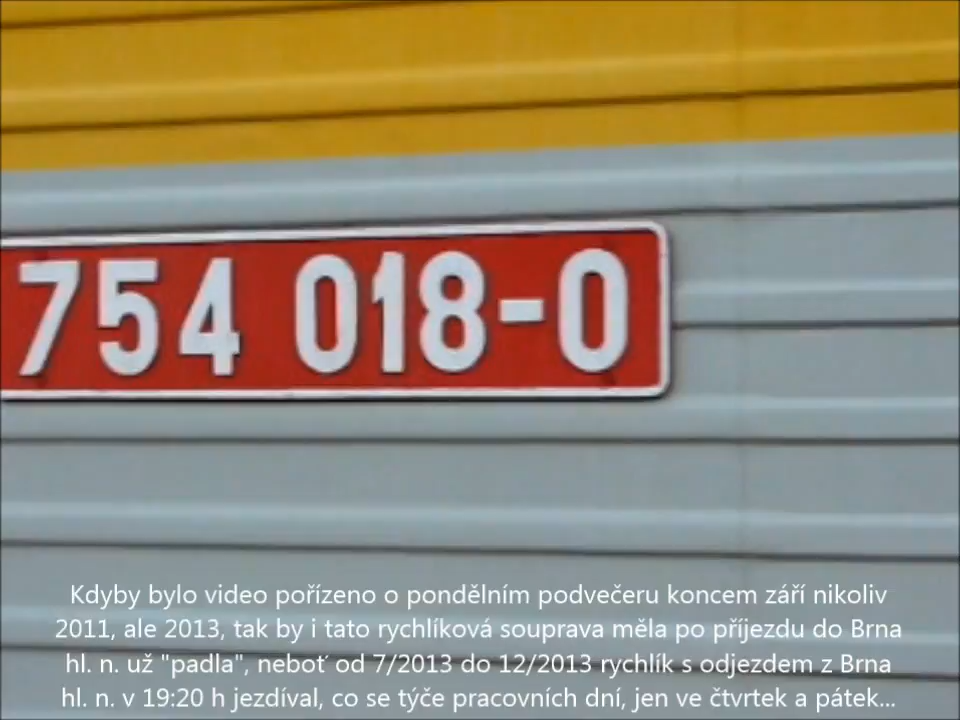 754 018-0
Kdyby bylo video pořízeno o pondělním podvečeru koncem září nikoliv
2011, ale 2013, tak by i tato rychlíková souprava měla po příjezdu do Brna
hl. n. už "padla", neboť od 7/2013 do 12/2013 rychlík s odjezdem z Brna
hl. n. v 19:20 h jezdíval, co se týče pracovních dní, jen ve čtvrtek a pátek...